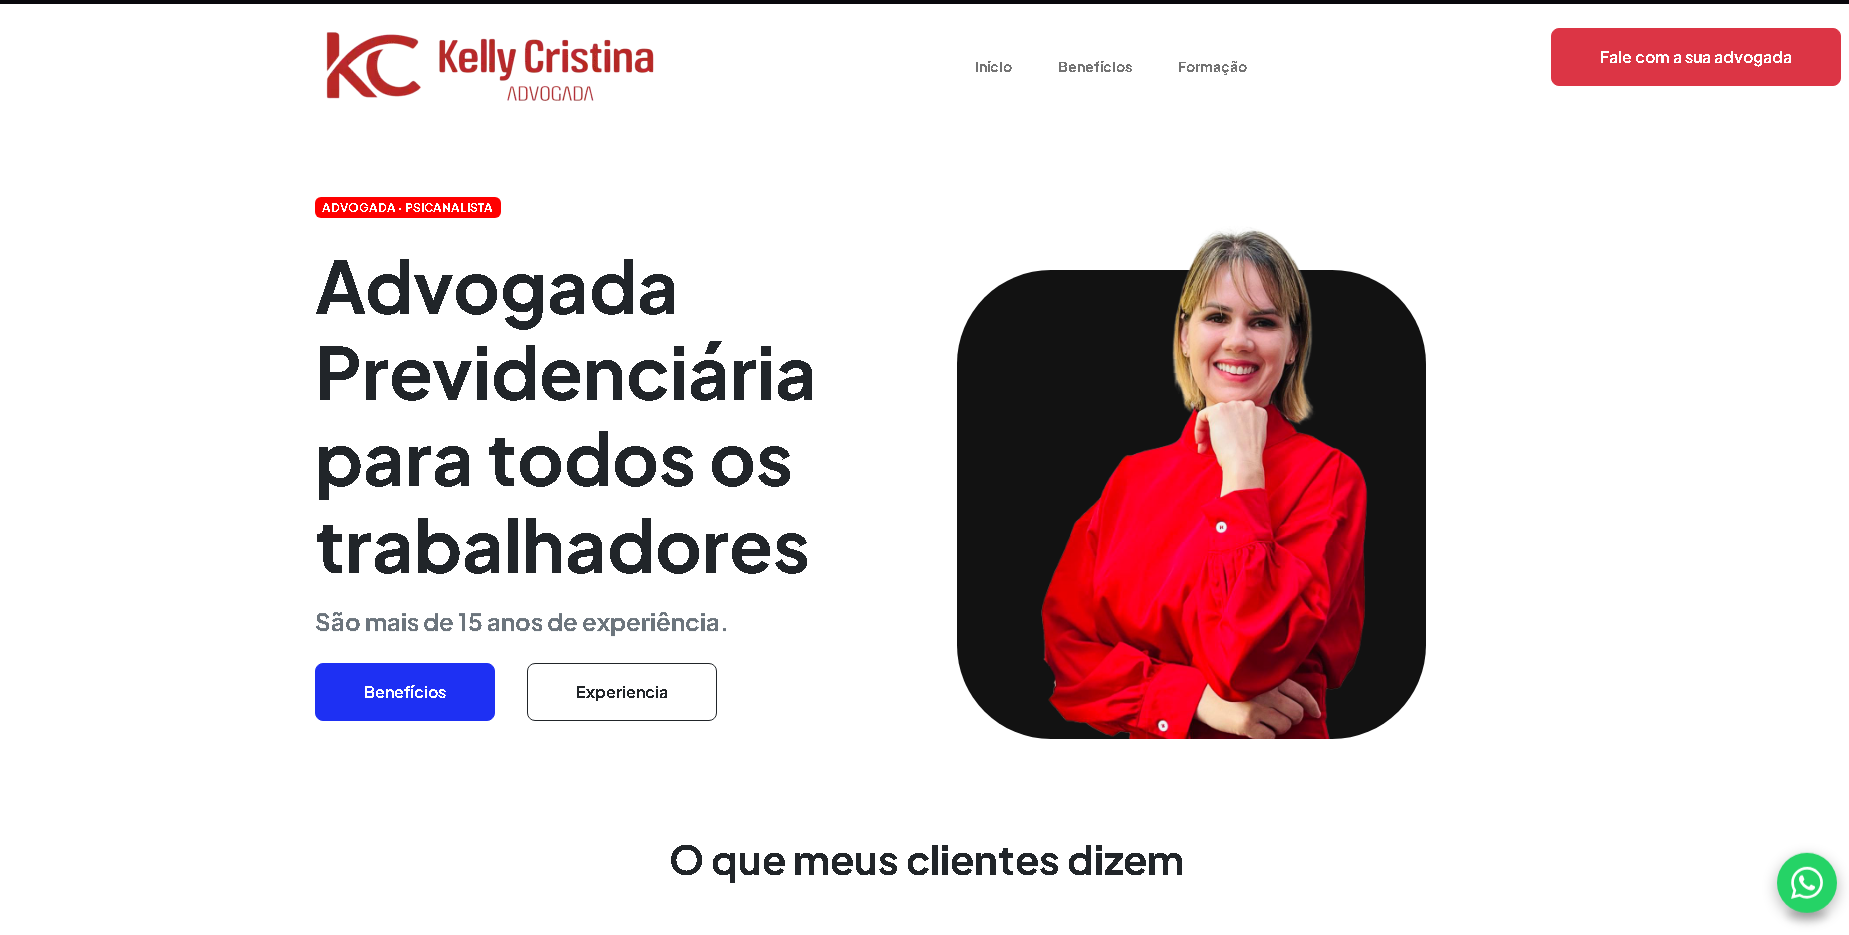 KC Kelly Cristina
ADVOGADA
Início Benefícios Formação
Fale com a sua advogada
ADVOGADA · PSICANALISTA
Advogada
Previdenciária
para todos os
trabalhadores
São mais de 15 anos de experiência.
Benefícios Experiencia
O que meus clientes dizem